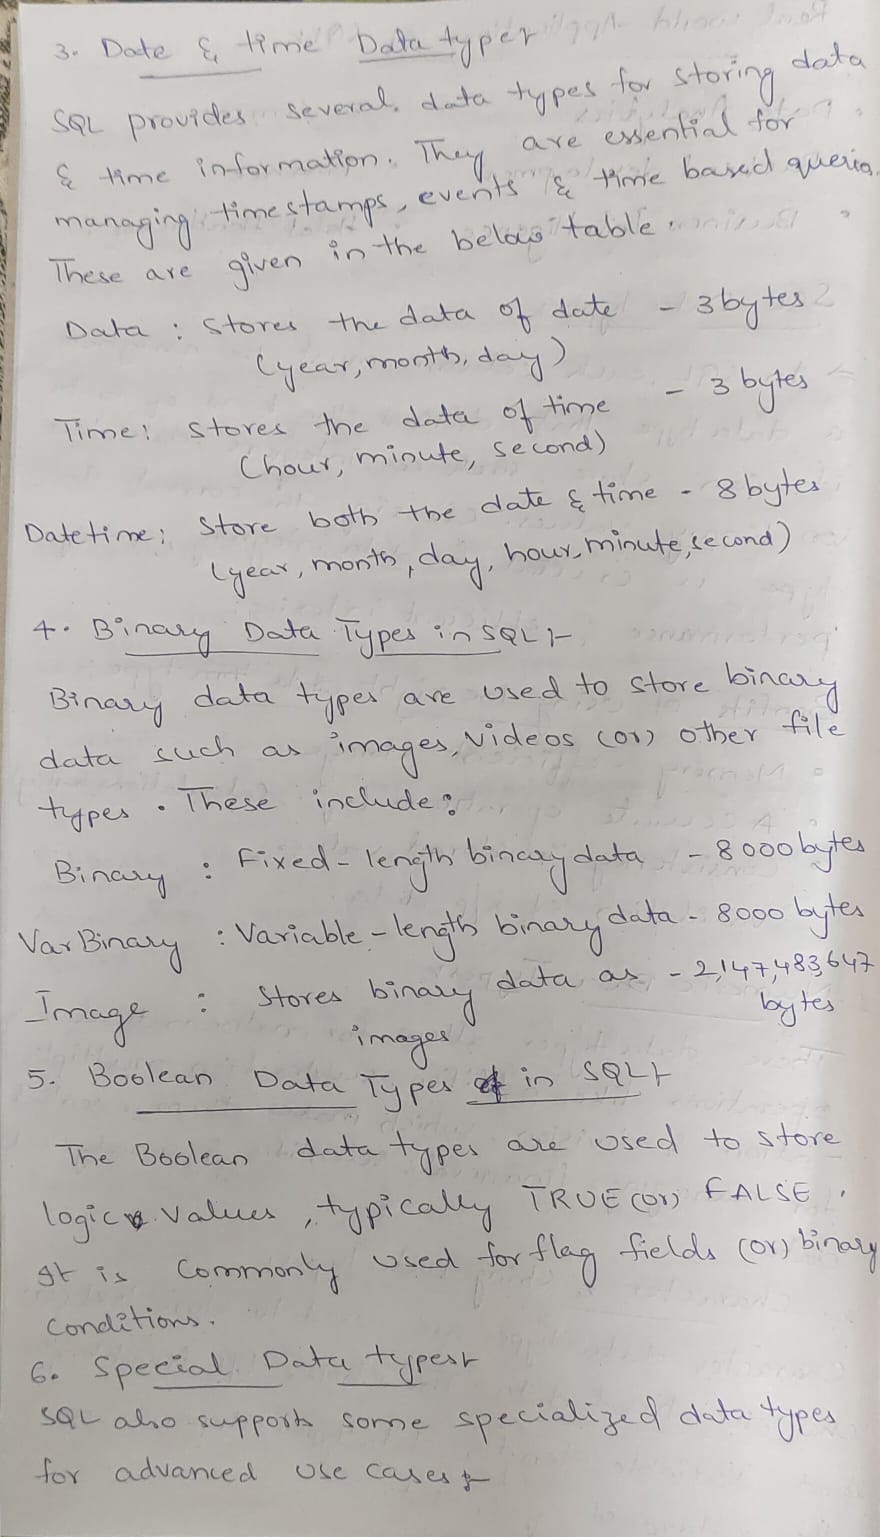 3. Date & time Data types
SQL provides several data types for storing data
& time information. They are essential for
managing timestamps, events & time based queries.
These are given in the below table.
Data : Stores the data of date - 3 bytes
(year, month, day)
Time: Stores the data of time - 3 bytes
(hour, minute, second)
Datetime: Store both the date & time - 8 bytes
(year, month, day, hour, minute, second)
4. Binary Data Types in SQL :-
Binary data types are used to store binary
data such as images, videos (or) other file
types. These include:
Binary : Fixed-length binary data - 8000 bytes
VarBinary : Variable-length binary data - 8000 bytes
Image : Stores binary data as - 2,147,483,647
images bytes
5. Boolean Data Types in SQL :-
The Boolean data types are used to store
logic values, typically TRUE (or) FALSE.
It is Commonly used for flag fields (or) binary
conditions.
6. Special Data types :-
SQL also supports some specialized data types
for advanced use cases :-